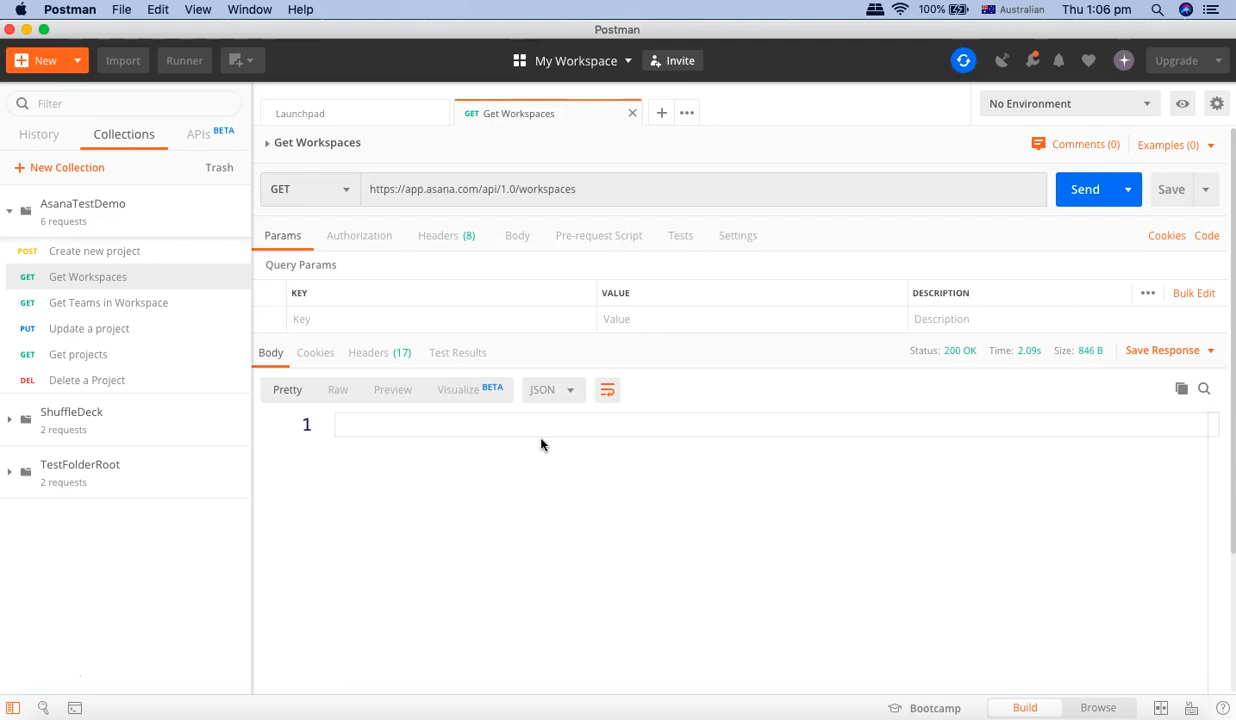 Postman File Edit View Window Help 100% Australian Thu 1:06 pm
Postman
New Import Runner My Workspace Invite Upgrade
Filter
History Collections APIs BETA
New Collection Trash
AsanaTestDemo
6 requests
POST Create new project
GET Get Workspaces
GET Get Teams in Workspace
PUT Update a project
GET Get projects
DEL Delete a Project
ShuffleDeck
2 requests
TestFolderRoot
2 requests
Launchpad GET Get Workspaces No Environment
Get Workspaces Comments (0) Examples (0)
GET https://app.asana.com/api/1.0/workspaces Send Save
Params Authorization Headers (8) Body Pre-request Script Tests Settings Cookies Code
Query Params
KEY VALUE DESCRIPTION Bulk Edit
Key Value Description
Body Cookies Headers (17) Test Results Status: 200 OK Time: 2.09s Size: 846 B Save Response
Pretty Raw Preview Visualize BETA JSON
1
Bootcamp Build Browse